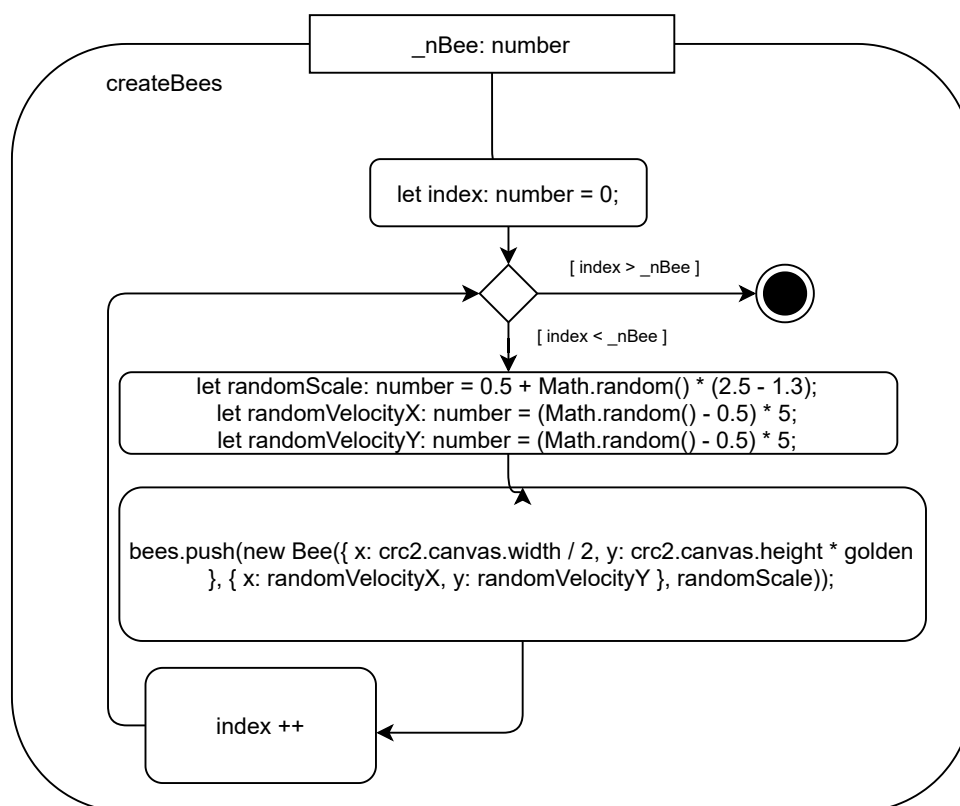 _nBee: number
createBees
let index: number = 0;
[ index > _nBee ]
[ index < _nBee ]
let randomScale: number = 0.5 + Math.random() * (2.5 - 1.3);
let randomVelocityX: number = (Math.random() - 0.5) * 5;
let randomVelocityY: number = (Math.random() - 0.5) * 5;
bees.push(new Bee({ x: crc2.canvas.width / 2, y: crc2.canvas.height * golden
}, { x: randomVelocityX, y: randomVelocityY }, randomScale));
index ++